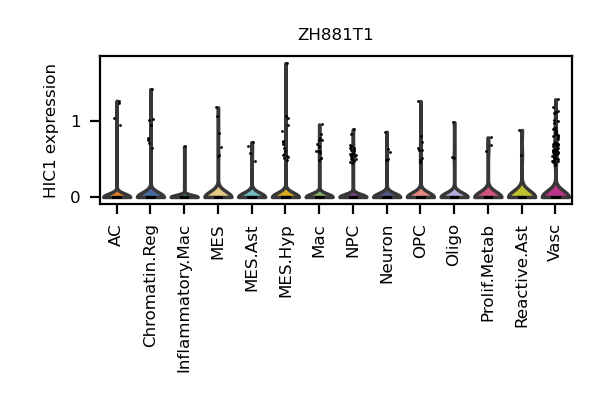 ZH881T1
HIC1 expression
1
0
AC
Chromatin.Reg
Inflammatory.Mac
MES
MES.Ast
MES.Hyp
Mac
NPC
Neuron
OPC
Oligo
Prolif.Metab
Reactive.Ast
Vasc